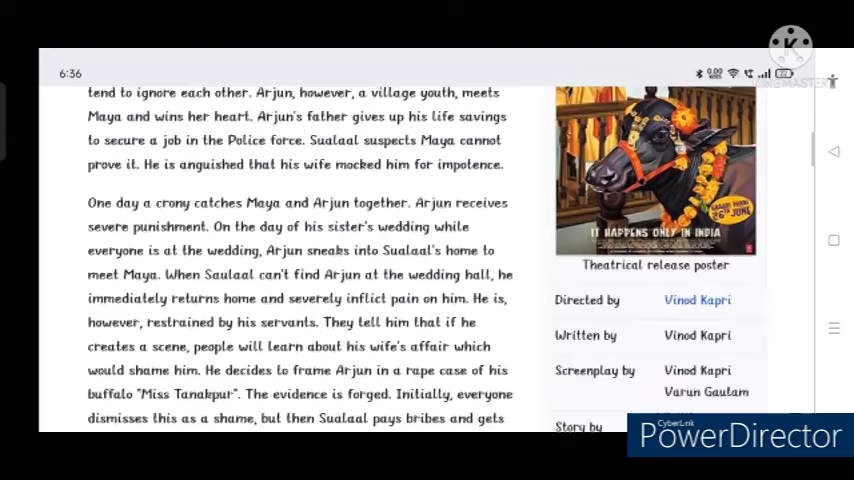 6:36
0.00
KINEMASTER
tend to ignore each other. Arjun, however, a village youth, meets
Maya and wins her heart. Arjun's father gives up his life savings
to secure a job in the Police force. Sualaal suspects Maya cannot
prove it. He is anguished that his wife mocked him for impotence.
One day a crony catches Maya and Arjun together. Arjun receives
severe punishment. On the day of his sister's wedding while
everyone is at the wedding, Arjun sneaks into Sualaal's home to
meet Maya. When Saulaal can't find Arjun at the wedding hall, he
immediately returns home and severely inflict pain on him. He is,
however, restrained by his servants. They tell him that if he
creates a scene, people will learn about his wife's affair which
would shame him. He decides to frame Arjun in a rape case of his
buffalo "Miss Tanakpur". The evidence is forged. Initially, everyone
dismisses this as a shame, but then Sualaal pays bribes and gets
26TH JUNE
IT HAPPENS ONLY IN INDIA
Theatrical release poster
Directed by Vinod Kapri
Written by Vinod Kapri
Screenplay by Vinod Kapri
Varun Gautam
Story by
CyberLink
PowerDirector